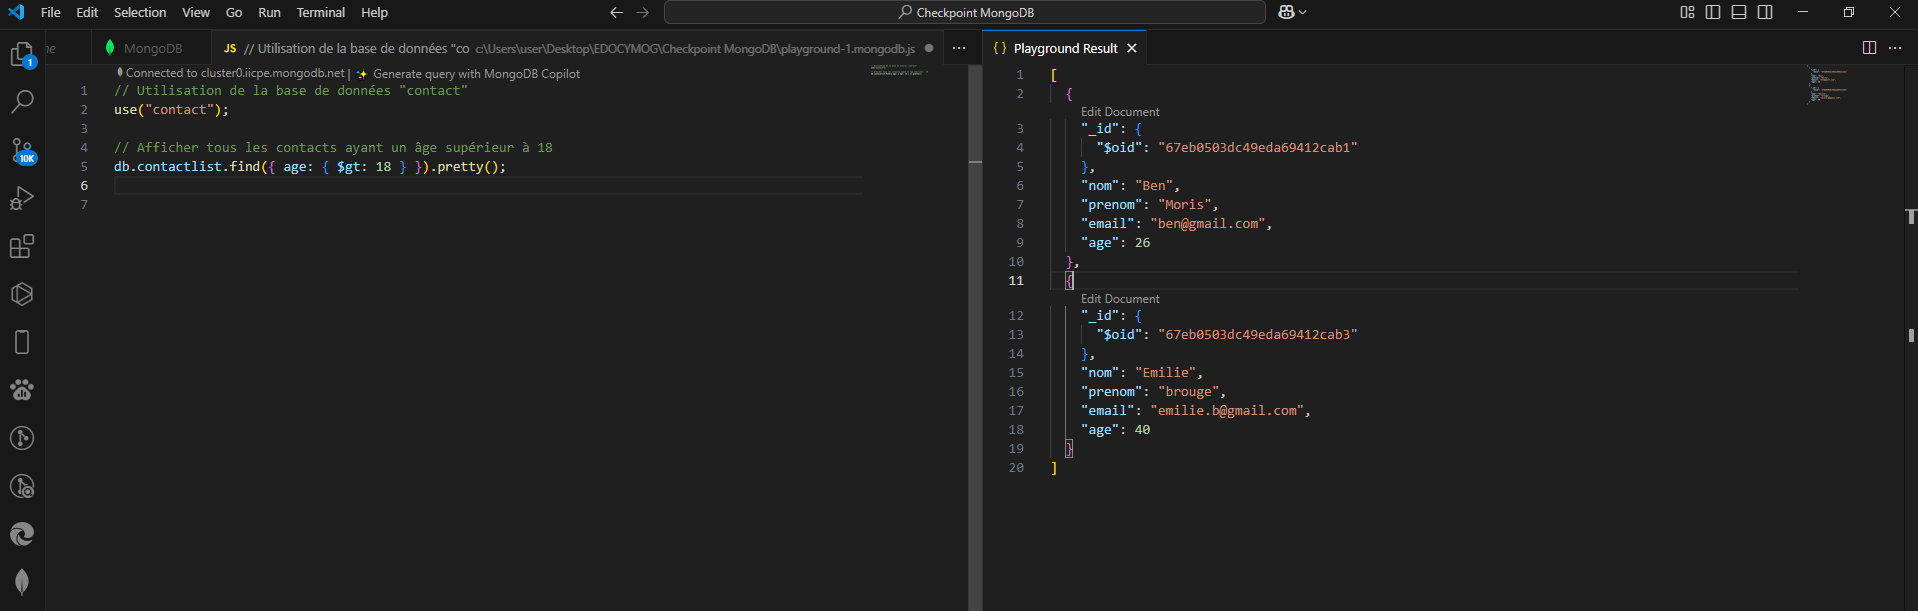 File Edit Selection View Go Run Terminal Help
Checkpoint MongoDB
MongoDB
JS // Utilisation de la base de données "co c:\Users\user\Desktop\EDOCYMOG\Checkpoint MongoDB\playground-1.mongodb.js
{ } Playground Result
1
10K
Connected to cluster0.iicpe.mongodb.net | Generate query with MongoDB Copilot
1 // Utilisation de la base de données "contact"
2 use("contact");
3
4 // Afficher tous les contacts ayant un âge supérieur à 18
5 db.contactlist.find({ age: { $gt: 18 } }).pretty();
6
7
1 [
2 {
Edit Document
3 "_id": {
4 "$oid": "67eb0503dc49eda69412cab1"
5 },
6 "nom": "Ben",
7 "prenom": "Moris",
8 "email": "ben@gmail.com",
9 "age": 26
10 },
11 {
Edit Document
12 "_id": {
13 "$oid": "67eb0503dc49eda69412cab3"
14 },
15 "nom": "Emilie",
16 "prenom": "brouge",
17 "email": "emilie.b@gmail.com",
18 "age": 40
19 }
20 ]